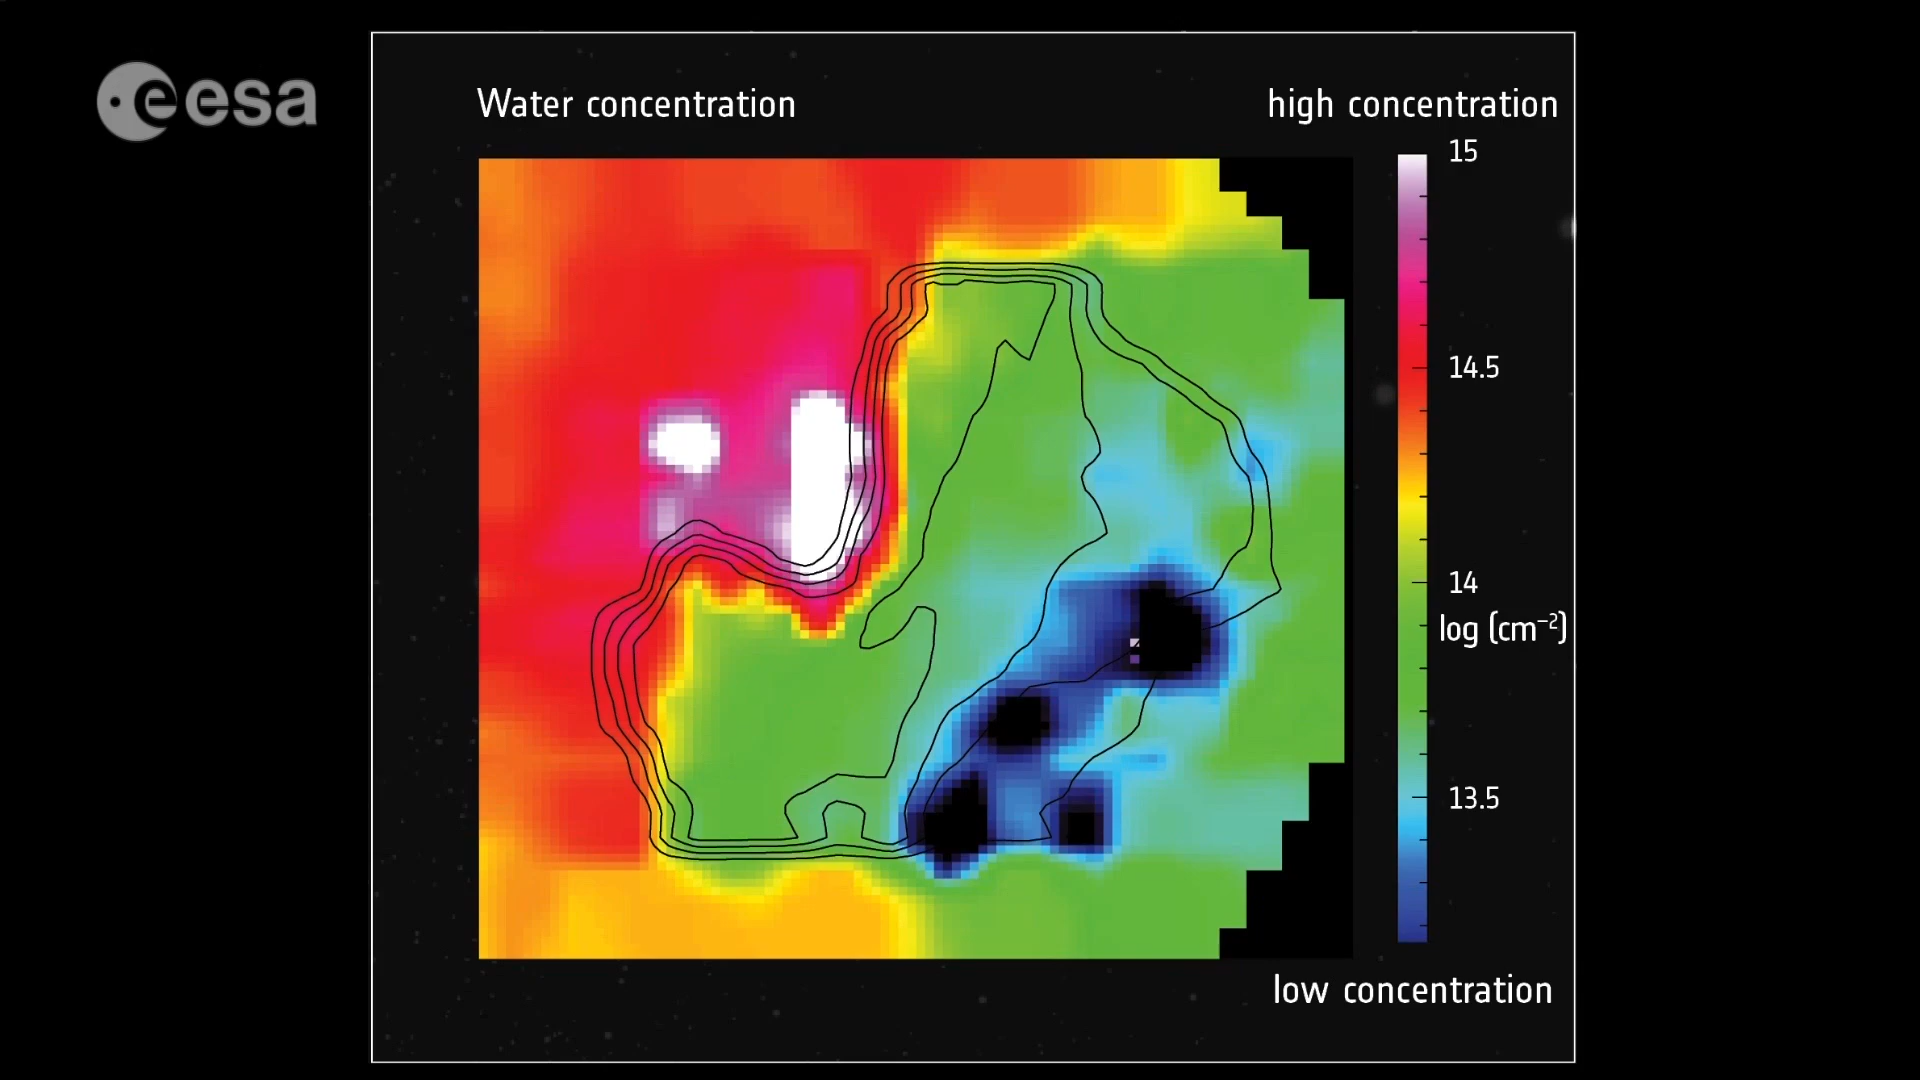 esa
Water concentration
high concentration
15
14.5
14
log (cm⁻²)
13.5
low concentration